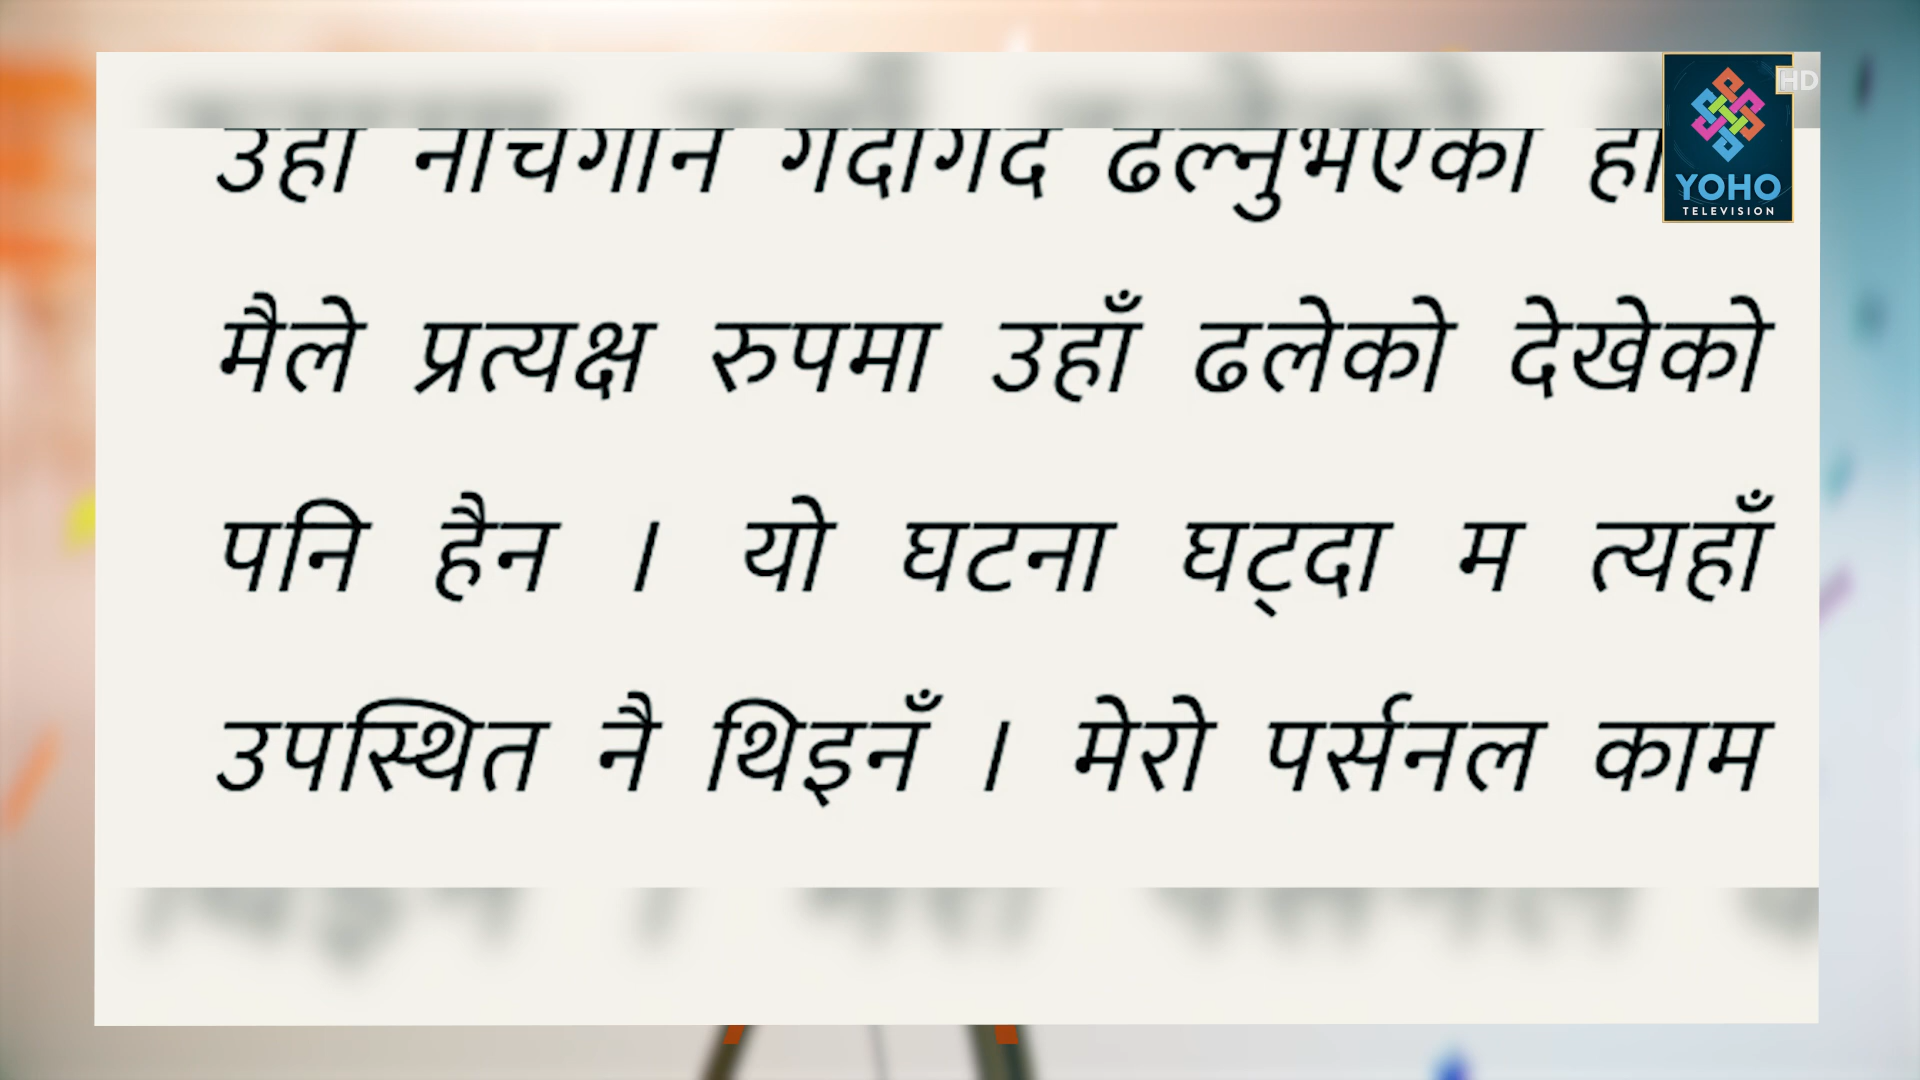 उहाँ नाचगान गर्दागर्दै ढल्नुभएको
मैले प्रत्यक्ष रुपमा उहाँ ढलेको देखेको
पनि हैन । यो घटना घट्दा म त्यहाँ
उपस्थित नै थिइनँ । मेरो पर्सनल काम
HD
YOHO
TELEVISION